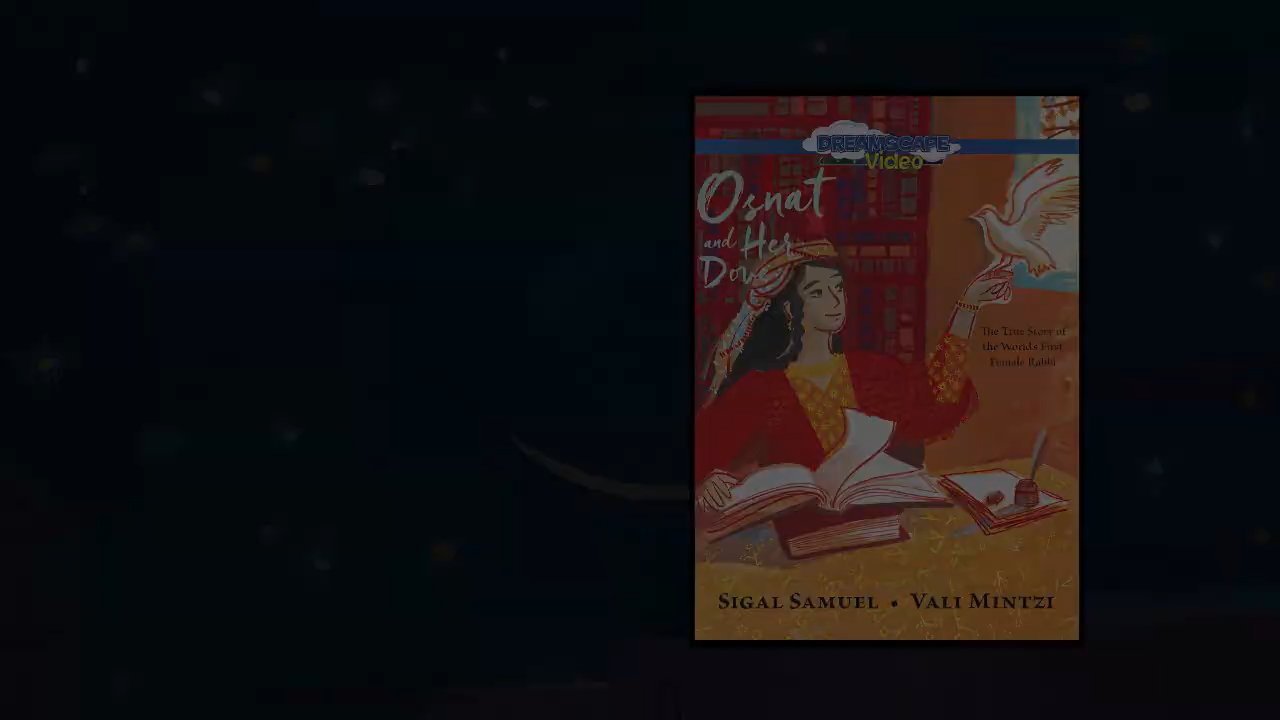 DREAMSCAPE
Video
Osnat
and Her
Dove
The True Story of
the World's First
Female Rabbi
SIGAL SAMUEL • VALI MINTZI